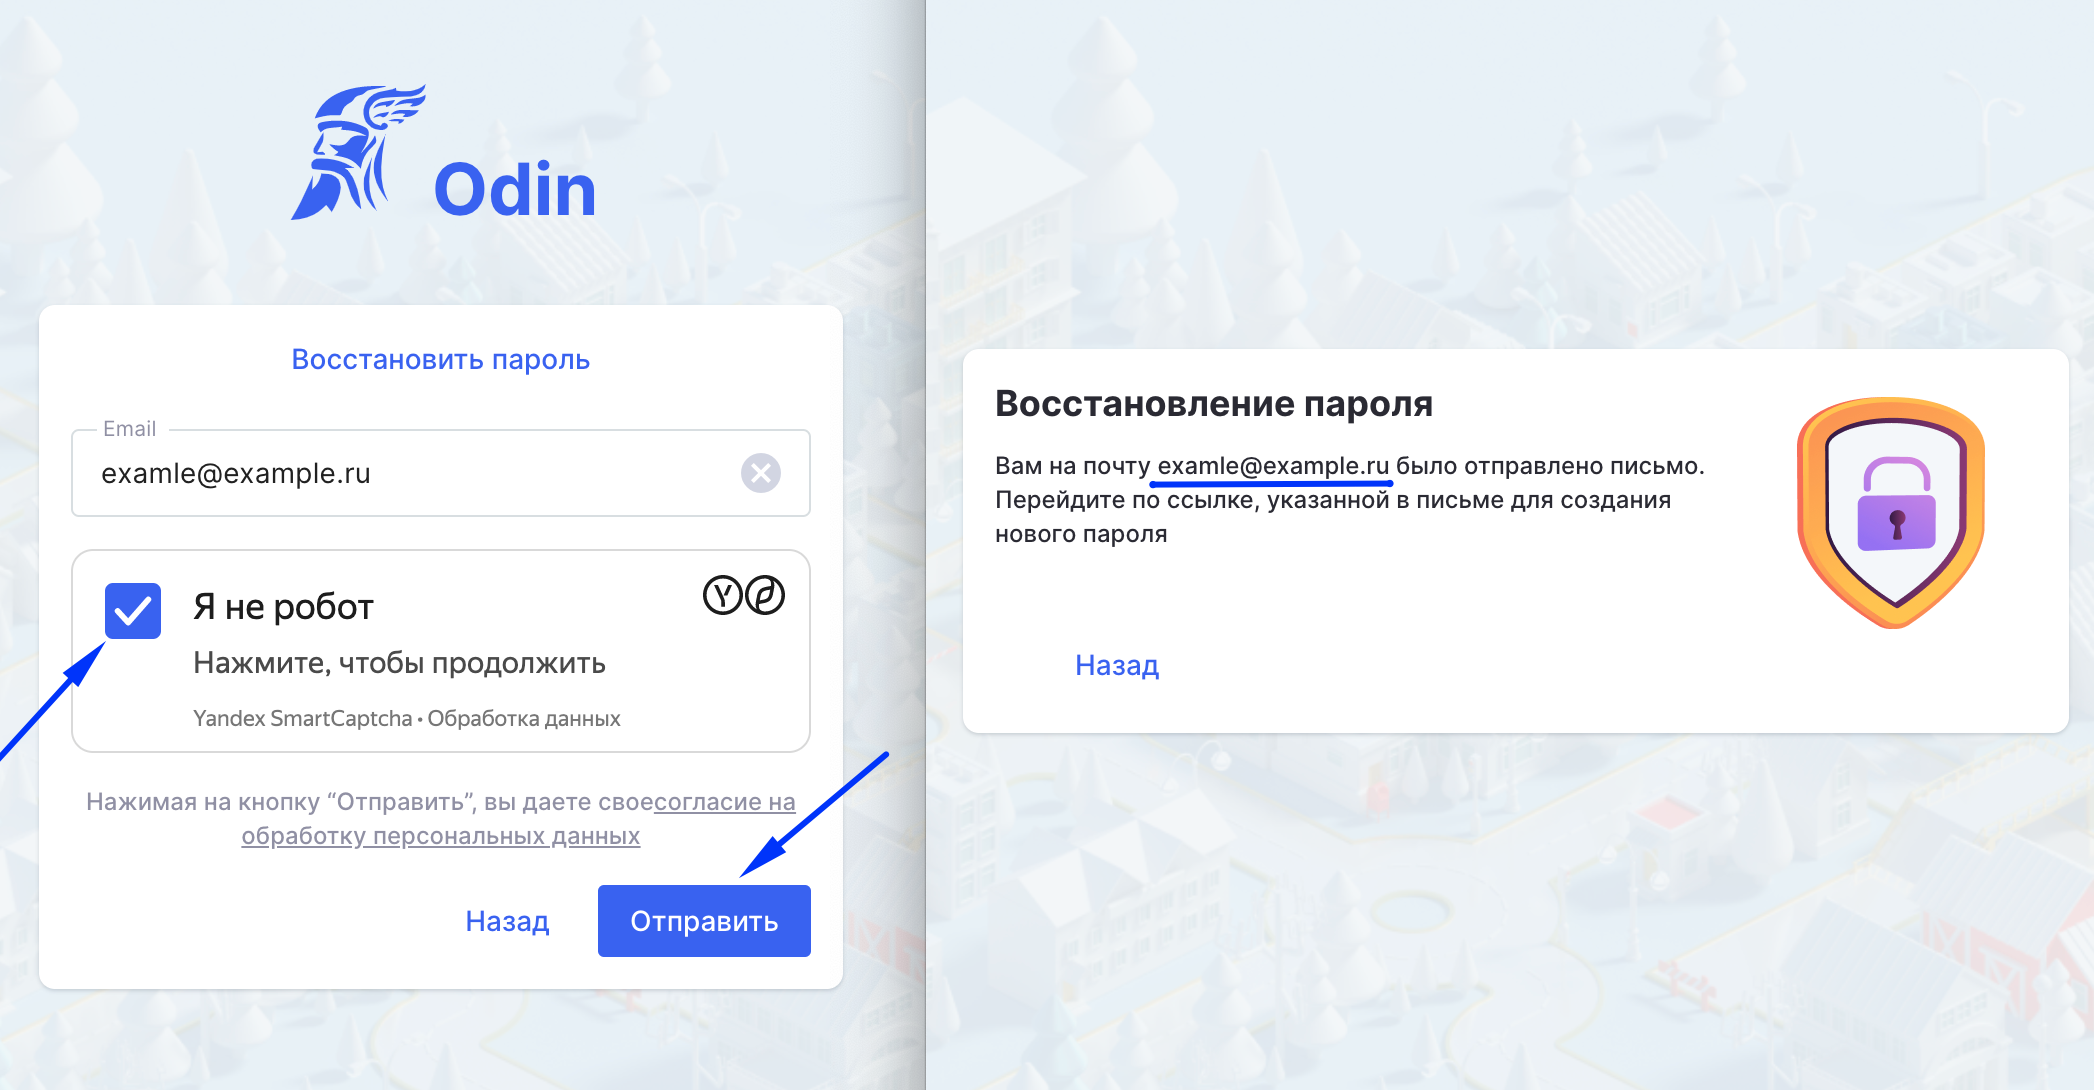 Odin
Восстановить пароль
Email
examle@example.ru
Я не робот
Нажмите, чтобы продолжить
Yandex SmartCaptcha • Обработка данных
Нажимая на кнопку “Отправить”, вы даете своесогласие на
обработку персональных данных
Назад
Отправить
Восстановление пароля
Вам на почту examle@example.ru было отправлено письмо.
Перейдите по ссылке, указанной в письме для создания
нового пароля
Назад